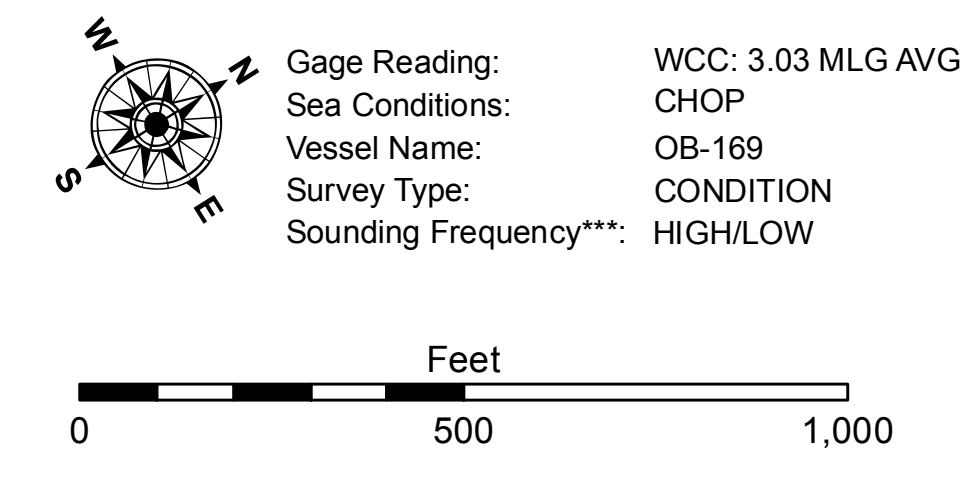 W
N
S
E
Gage Reading: WCC: 3.03 MLG AVG
Sea Conditions: CHOP
Vessel Name: OB-169
Survey Type: CONDITION
Sounding Frequency***: HIGH/LOW
Feet
0 500 1,000